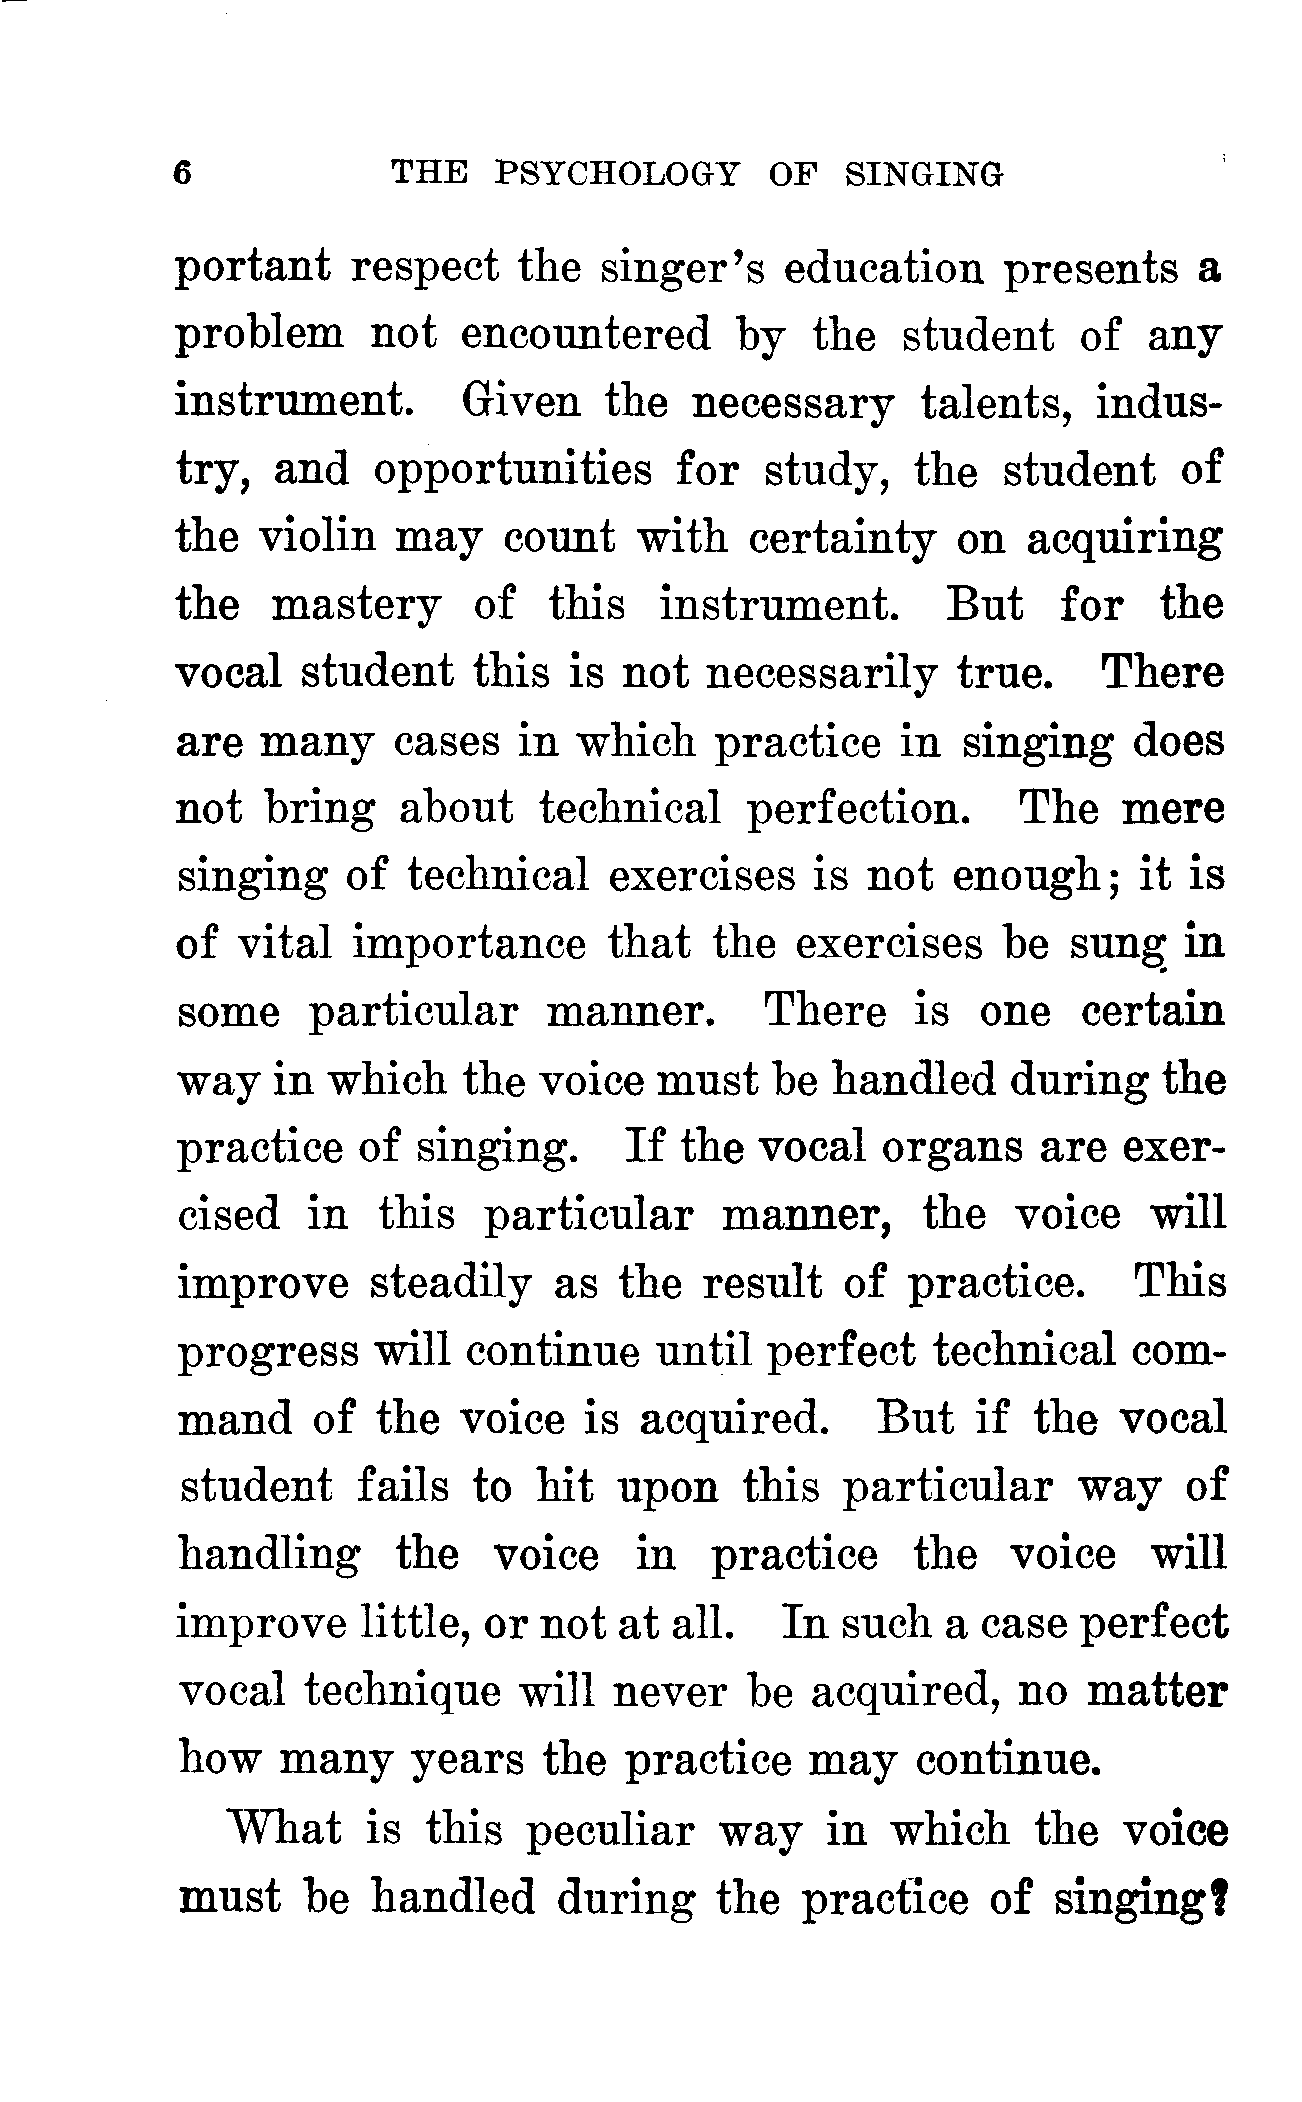 6 THE PSYCHOLOGY OF SINGING
portant respect the singer's education presents a
problem not encountered by the student of any
instrument. Given the necessary talents, indus-
try, and opportunities for study, the student of
the violin may count with certainty on acquiring
the mastery of this instrument. But for the
vocal student this is not necessarily true. There
are many cases in which practice in singing does
not bring about technical perfection. The mere
singing of technical exercises is not enough; it is
of vital importance that the exercises be sung in
some particular manner. There is one certain
way in which the voice must be handled during the
practice of singing. If the vocal organs are exer-
cised in this particular manner, the voice will
improve steadily as the result of practice. This
progress will continue until perfect technical com-
mand of the voice is acquired. But if the vocal
student fails to hit upon this particular way of
handling the voice in practice the voice will
improve little, or not at all. In such a case perfect
vocal technique will never be acquired, no matter
how many years the practice may continue.
What is this peculiar way in which the voice
must be handled during the practice of singing?